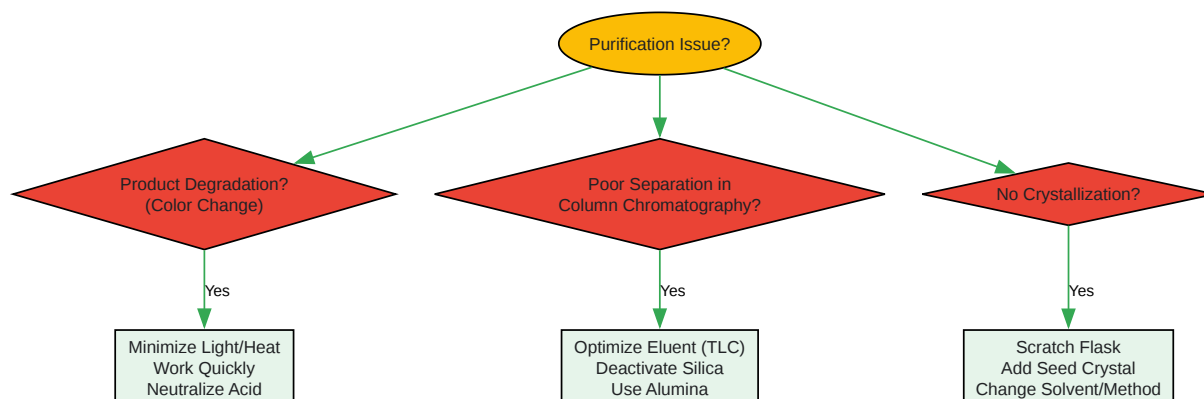 Purification Issue?
Product Degradation?
(Color Change)
Poor Separation in
Column Chromatography?
No Crystallization?
Yes
Yes
Yes
Minimize Light/Heat
Work Quickly
Neutralize Acid
Optimize Eluent (TLC)
Deactivate Silica
Use Alumina
Scratch Flask
Add Seed Crystal
Change Solvent/Method